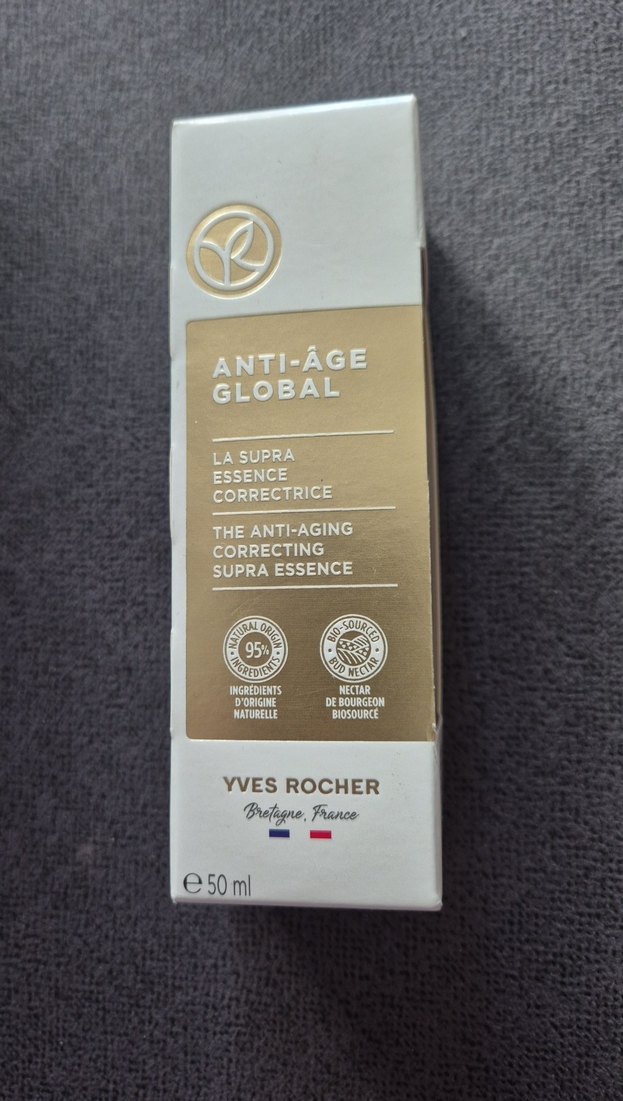 ANTI-ÂGE
GLOBAL
LA SUPRA
ESSENCE
CORRECTRICE
THE ANTI-AGING
CORRECTING
SUPRA ESSENCE
NATURAL ORIGIN
95%
INGREDIENTS
INGRÉDIENTS
D'ORIGINE
NATURELLE
BIO-SOURCED
BUD NECTAR
NECTAR
DE BOURGEON
BIOSOURCÉ
YVES ROCHER
Bretagne, France
℮ 50 ml